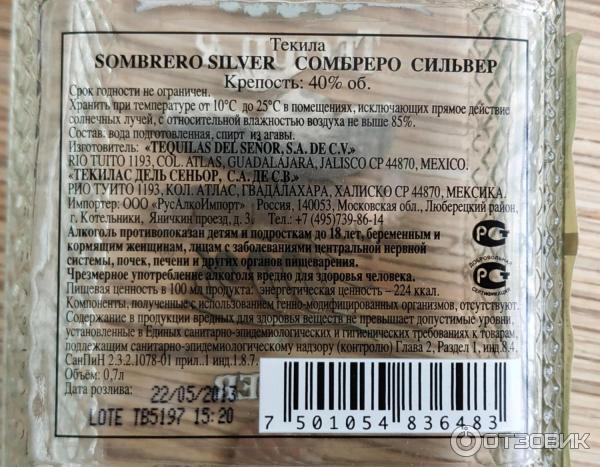 Текила
SOMBRERO SILVER СОМБРЕРО СИЛЬВЕР
Крепость: 40% об.
Срок годности не ограничен.
Хранить при температуре от 10°С до 25°С в помещениях, исключающих прямое действие
солнечных лучей, с относительной влажностью воздуха не выше 85%.
Состав: вода подготовленная, спирт из агавы.
Изготовитель: «TEQUILAS DEL SEÑOR, S.A. DE C.V.»
RIO TUITO 1193, COL. ATLAS, GUADALAJARA, JALISCO CP 44870, MEXICO.
«ТЕКИЛАС ДЕЛЬ СЕНЬОР, С.А. ДЕ С.В.»
РИО ТУИТО 1193, КОЛ. АТЛАС, ГВАДАЛАХАРА, ХАЛИСКО СР 44870, МЕКСИКА.
Импортер: ООО «РусАлкоИмпорт» Россия, 140053, Московская обл., Люберецкий район,
г. Котельники, Яничкин проезд, д. 3, Тел.: +7 (495)739-86-14
Алкоголь противопоказан детям и подросткам до 18 лет, беременным и
кормящим женщинам, лицам с заболеваниями центральной нервной
системы, почек, печени и других органов пищеварения.
Чрезмерное употребление алкоголя вредно для здоровья человека.
Пищевая ценность в 100 мл продукта: энергетическая ценность – 224 ккал.
Компоненты, полученные с использованием генно-модифицированных организмов, отсутствуют.
Содержание в продукции вредных для здоровья веществ не превышает допустимые уровни,
установленные в Единых санитарно-эпидемиологических и гигиенических требованиях к товарам,
подлежащим санитарно-эпидемиологическому надзору (контролю) Глава 2, Раздел 1, инд.8.4,
СанПиН 2.3.2.1078-01 прил..1 инд.1.8.7.
Объём: 0,7л
Дата розлива: 22/05/2013
LOTE TB5197 15:20
7 501054 836483
РСТ
ДОБРОВОЛЬНАЯ
РСТ
СЕРТИФИКАЦИЯ
ОТЗОВИК